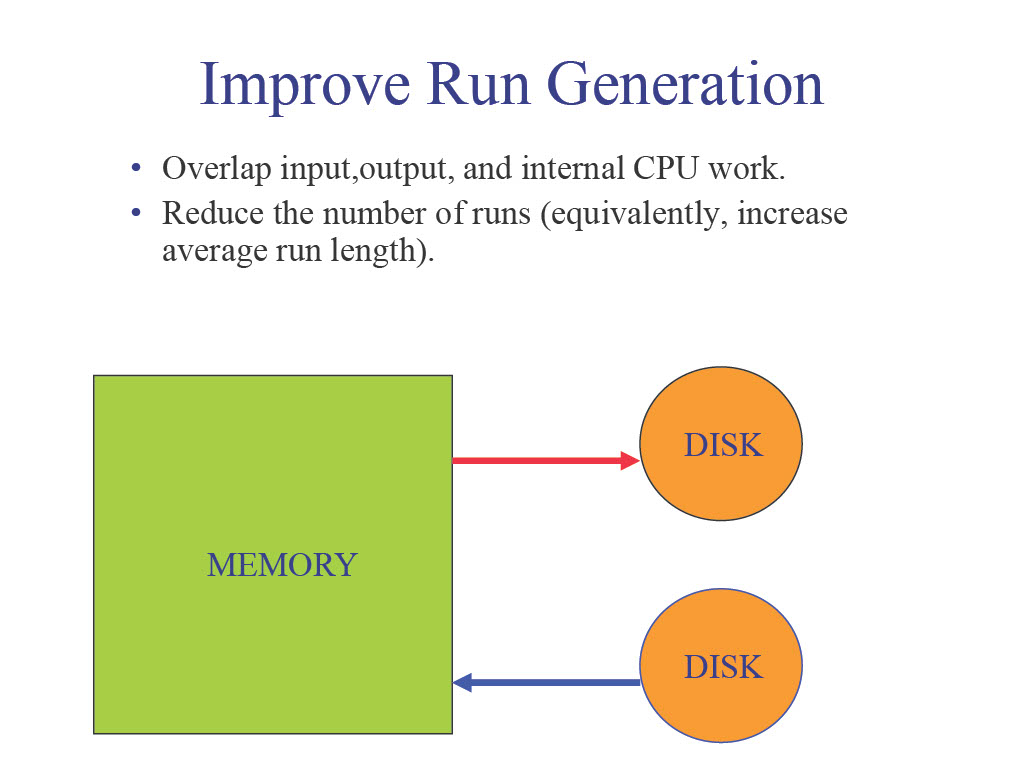 Improve Run Generation
• Overlap input,output, and internal CPU work.
• Reduce the number of runs (equivalently, increase
average run length).
DISK
MEMORY
DISK